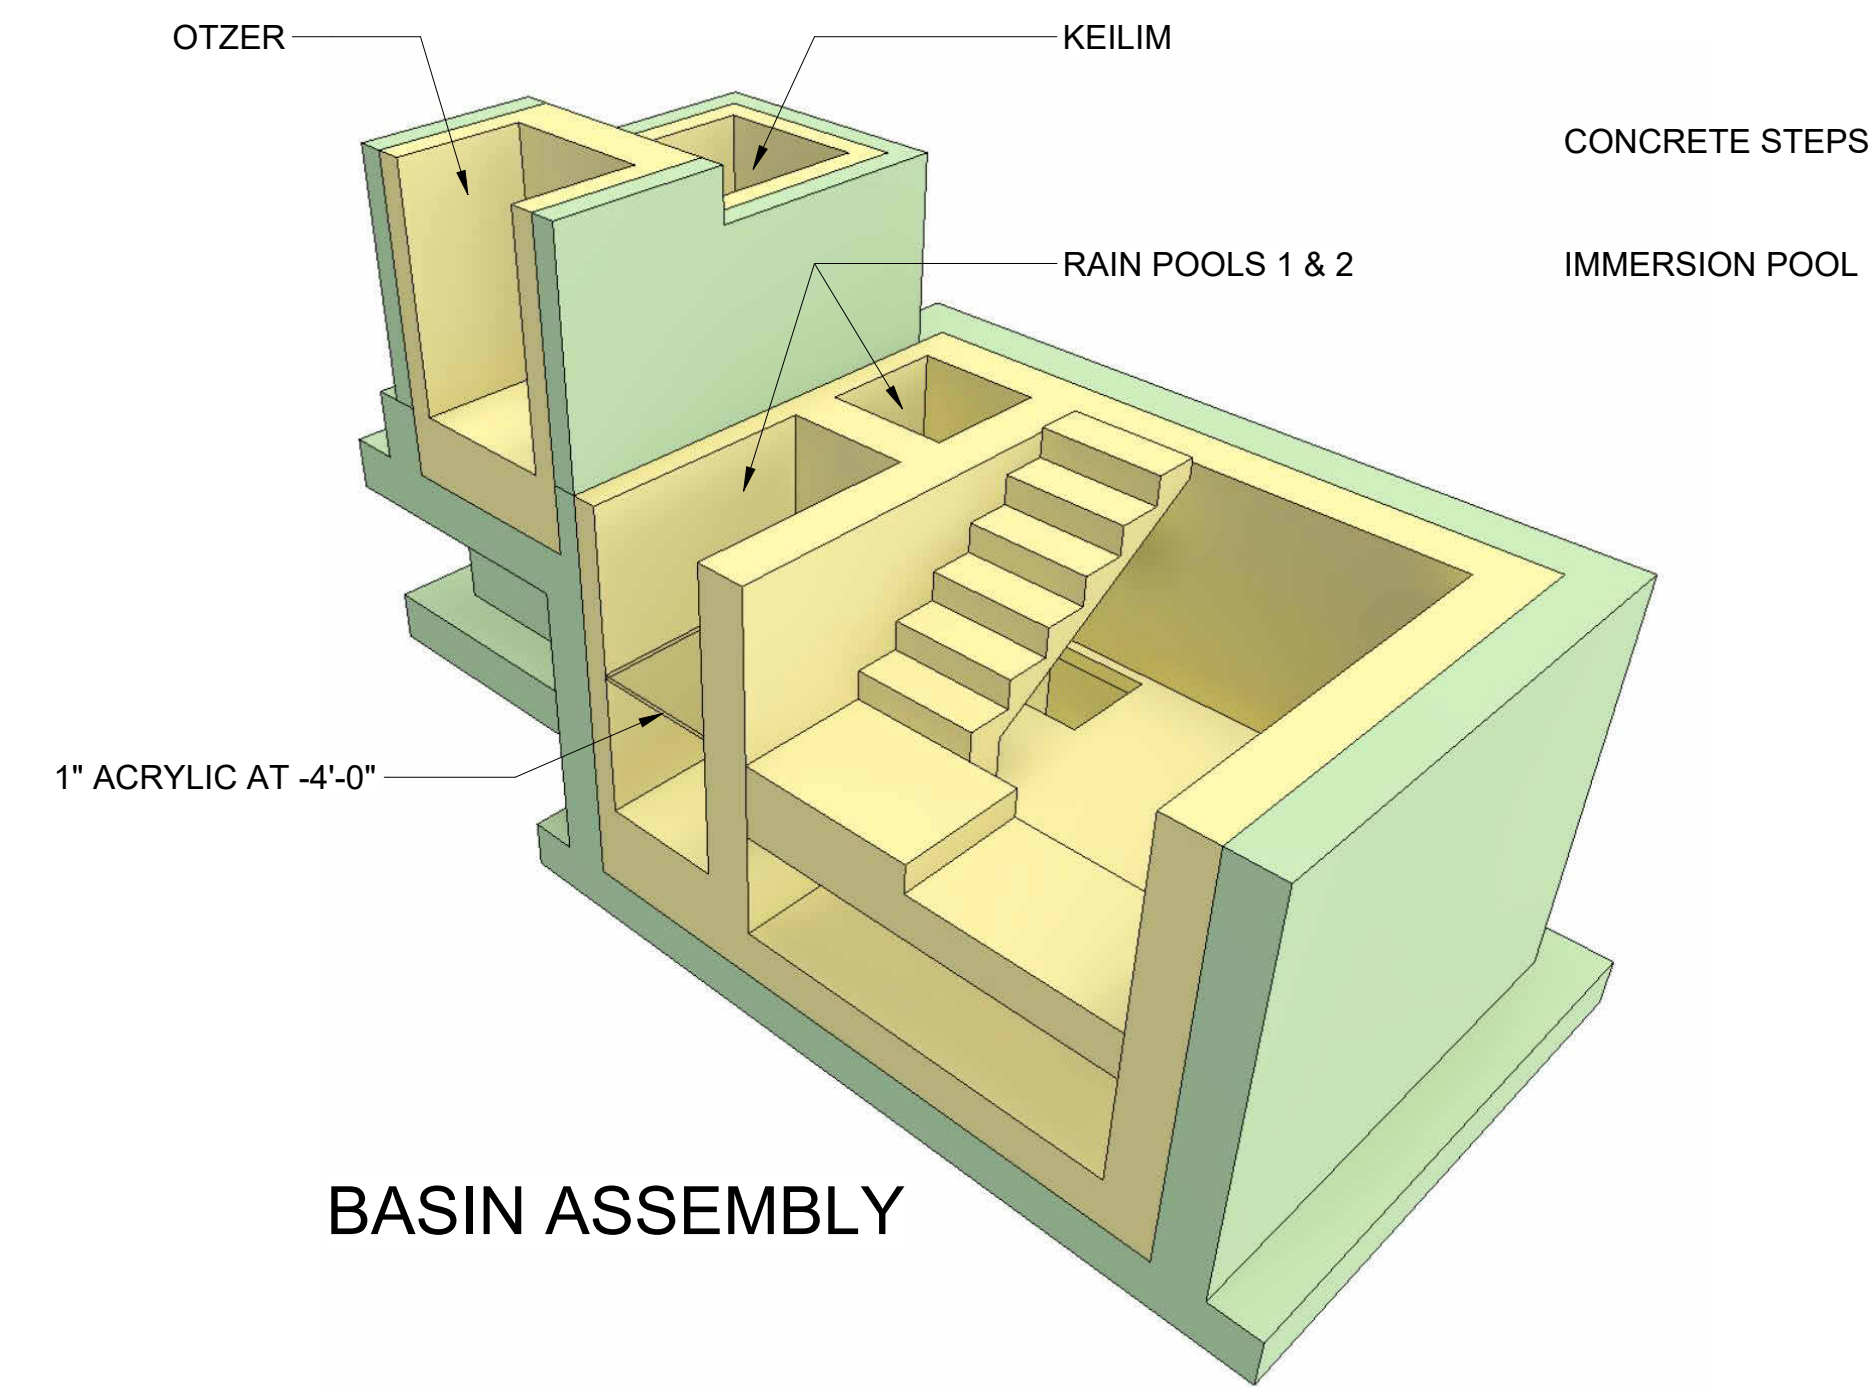 OTZER
KEILIM
CONCRETE STEPS
RAIN POOLS 1 & 2
IMMERSION POOL
1" ACRYLIC AT -4'-0"
BASIN ASSEMBLY